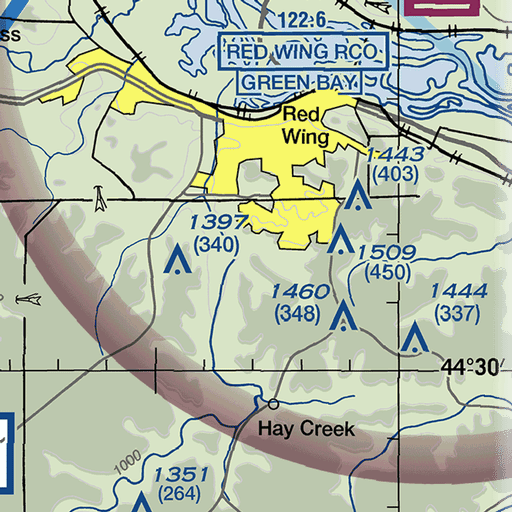 122.6
RED WING RCO
GREEN BAY
ss
Red
Wing
1443
(403)
1397
(340)
1509
(450)
1460
(348)
1444
(337)
44°30'
Hay Creek
1000
1351
(264)